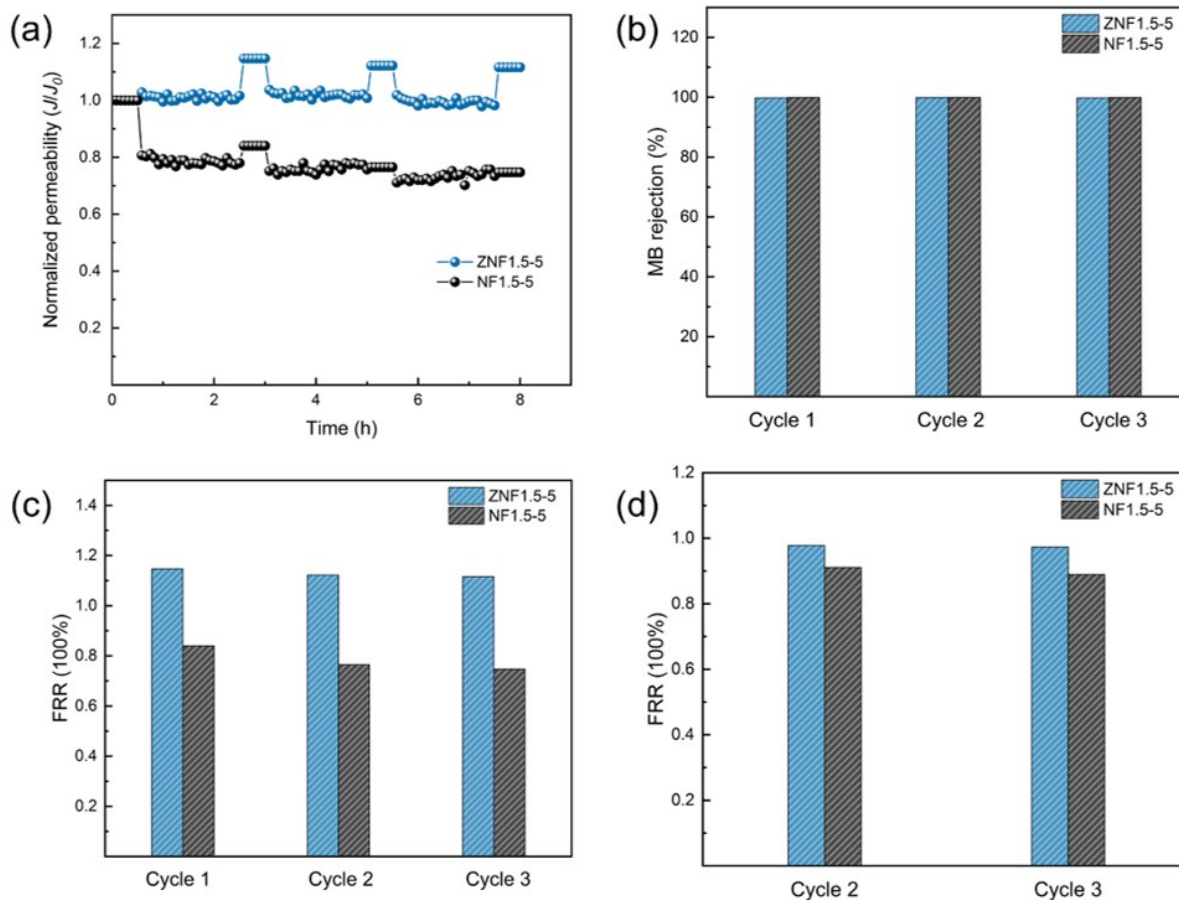 (a)
Normalized permeability (J/J0)
1.2
1.0
0.8
0.6
0.4
0.2
ZNF1.5-5
NF1.5-5
0
2
4
6
8
Time (h)
(b)
MB rejection (%)
120
100
80
60
40
20
ZNF1.5-5
NF1.5-5
Cycle 1
Cycle 2
Cycle 3
(c)
FRR (100%)
1.4
1.2
1.0
0.8
0.6
0.4
0.2
ZNF1.5-5
NF1.5-5
Cycle 1
Cycle 2
Cycle 3
(d)
FRR (100%)
1.2
1.0
0.8
0.6
0.4
0.2
ZNF1.5-5
NF1.5-5
Cycle 2
Cycle 3